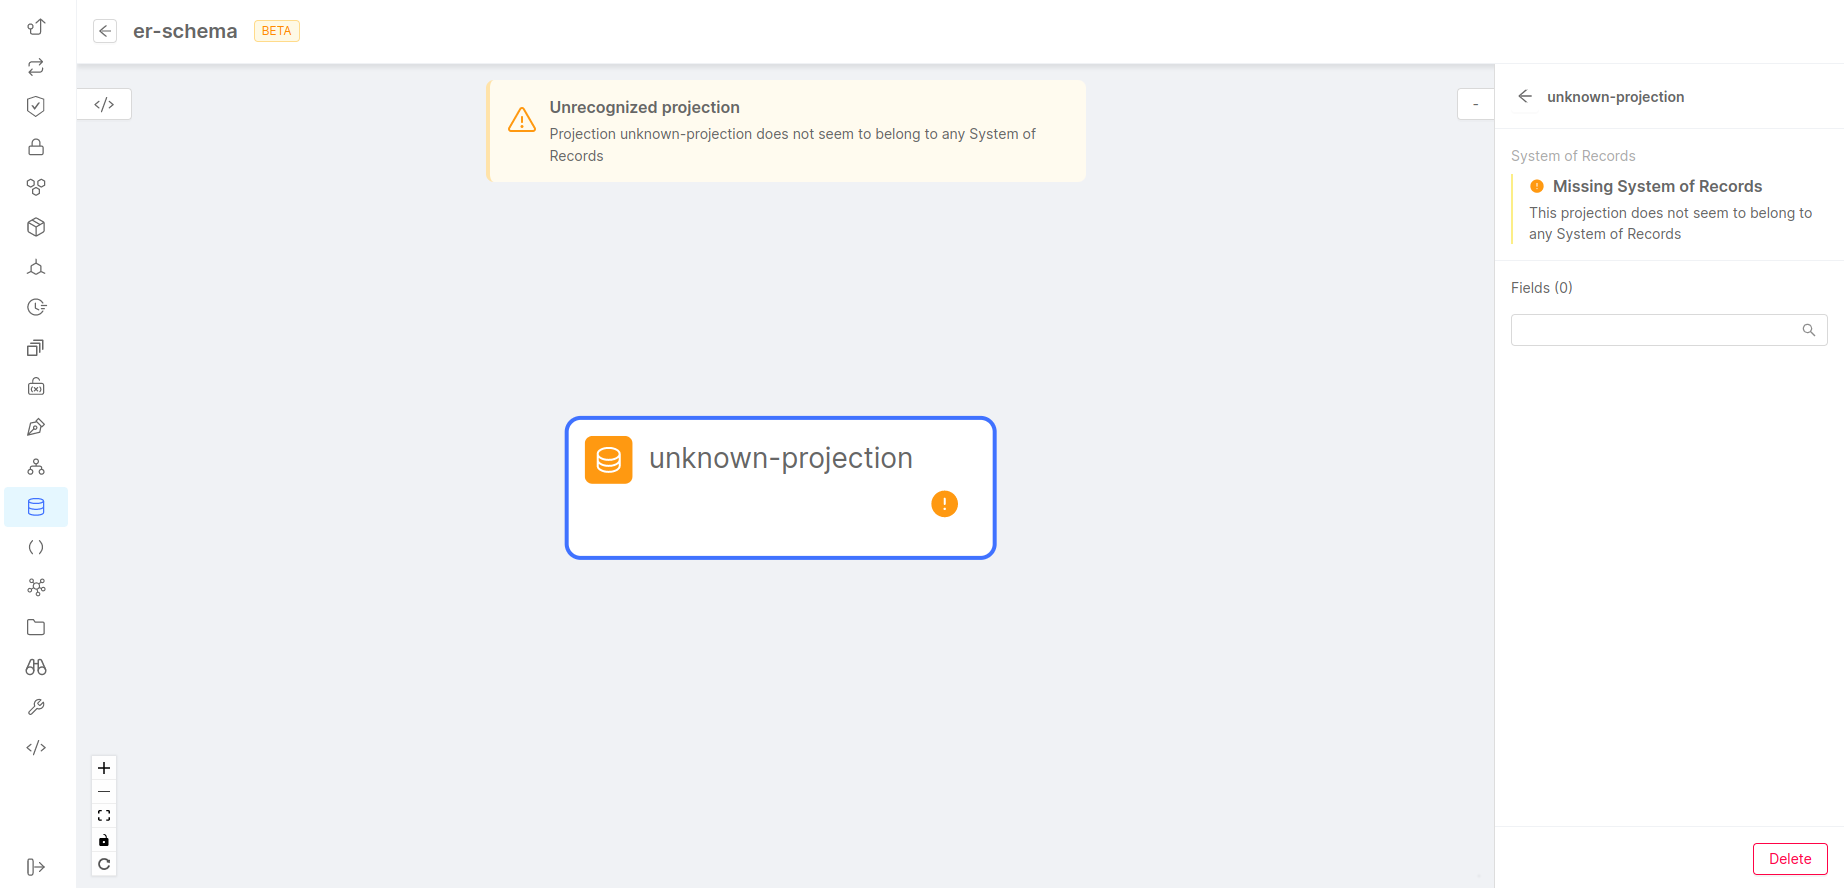 er-schema BETA
</>
Unrecognized projection
Projection unknown-projection does not seem to belong to any System of
Records
-
unknown-projection
System of Records
Missing System of Records
This projection does not seem to belong to
any System of Records
Fields (0)
unknown-projection
Delete